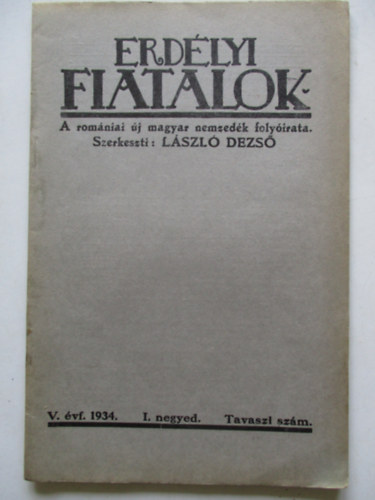 ERDÉLYI
FIATALOK
A romániai új magyar nemzedék folyóirata.
Szerkeszti: LÁSZLÓ DEZSŐ
V. évf. 1934. I. negyed. Tavaszi szám.